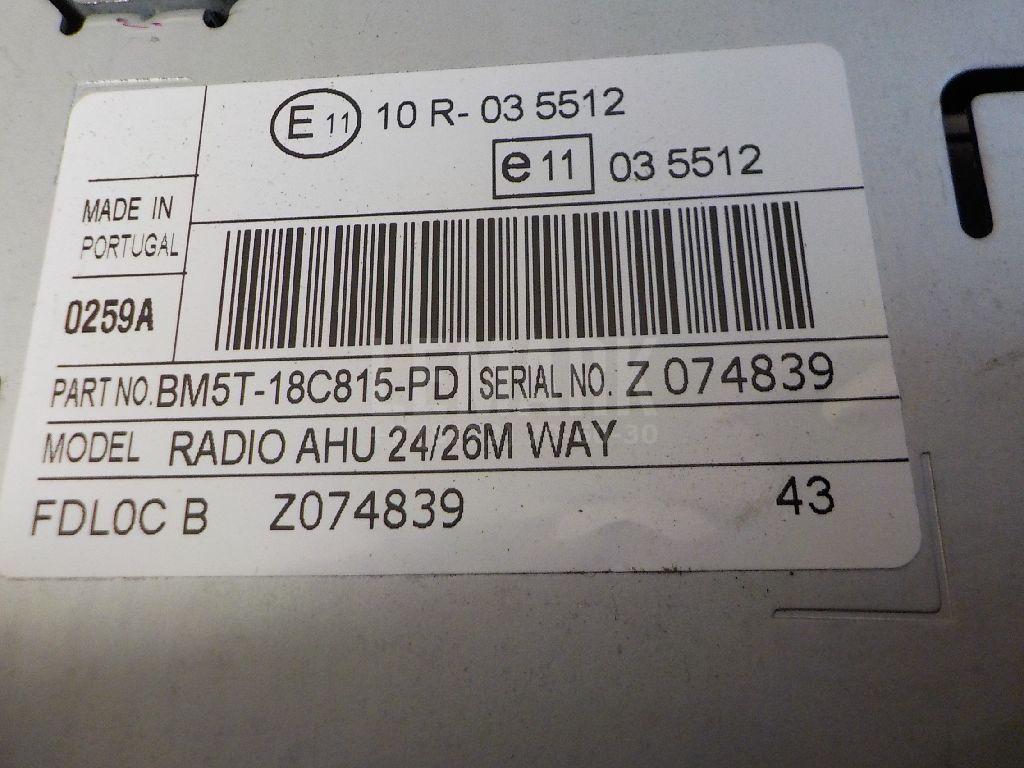 E 11 10 R- 03 5512
e 11 03 5512
MADE IN
PORTUGAL
0259A
PART NO. BM5T-18C815-PD SERIAL NO. Z 074839
MODEL RADIO AHU 24/26M WAY
FDLOC B Z074839 43